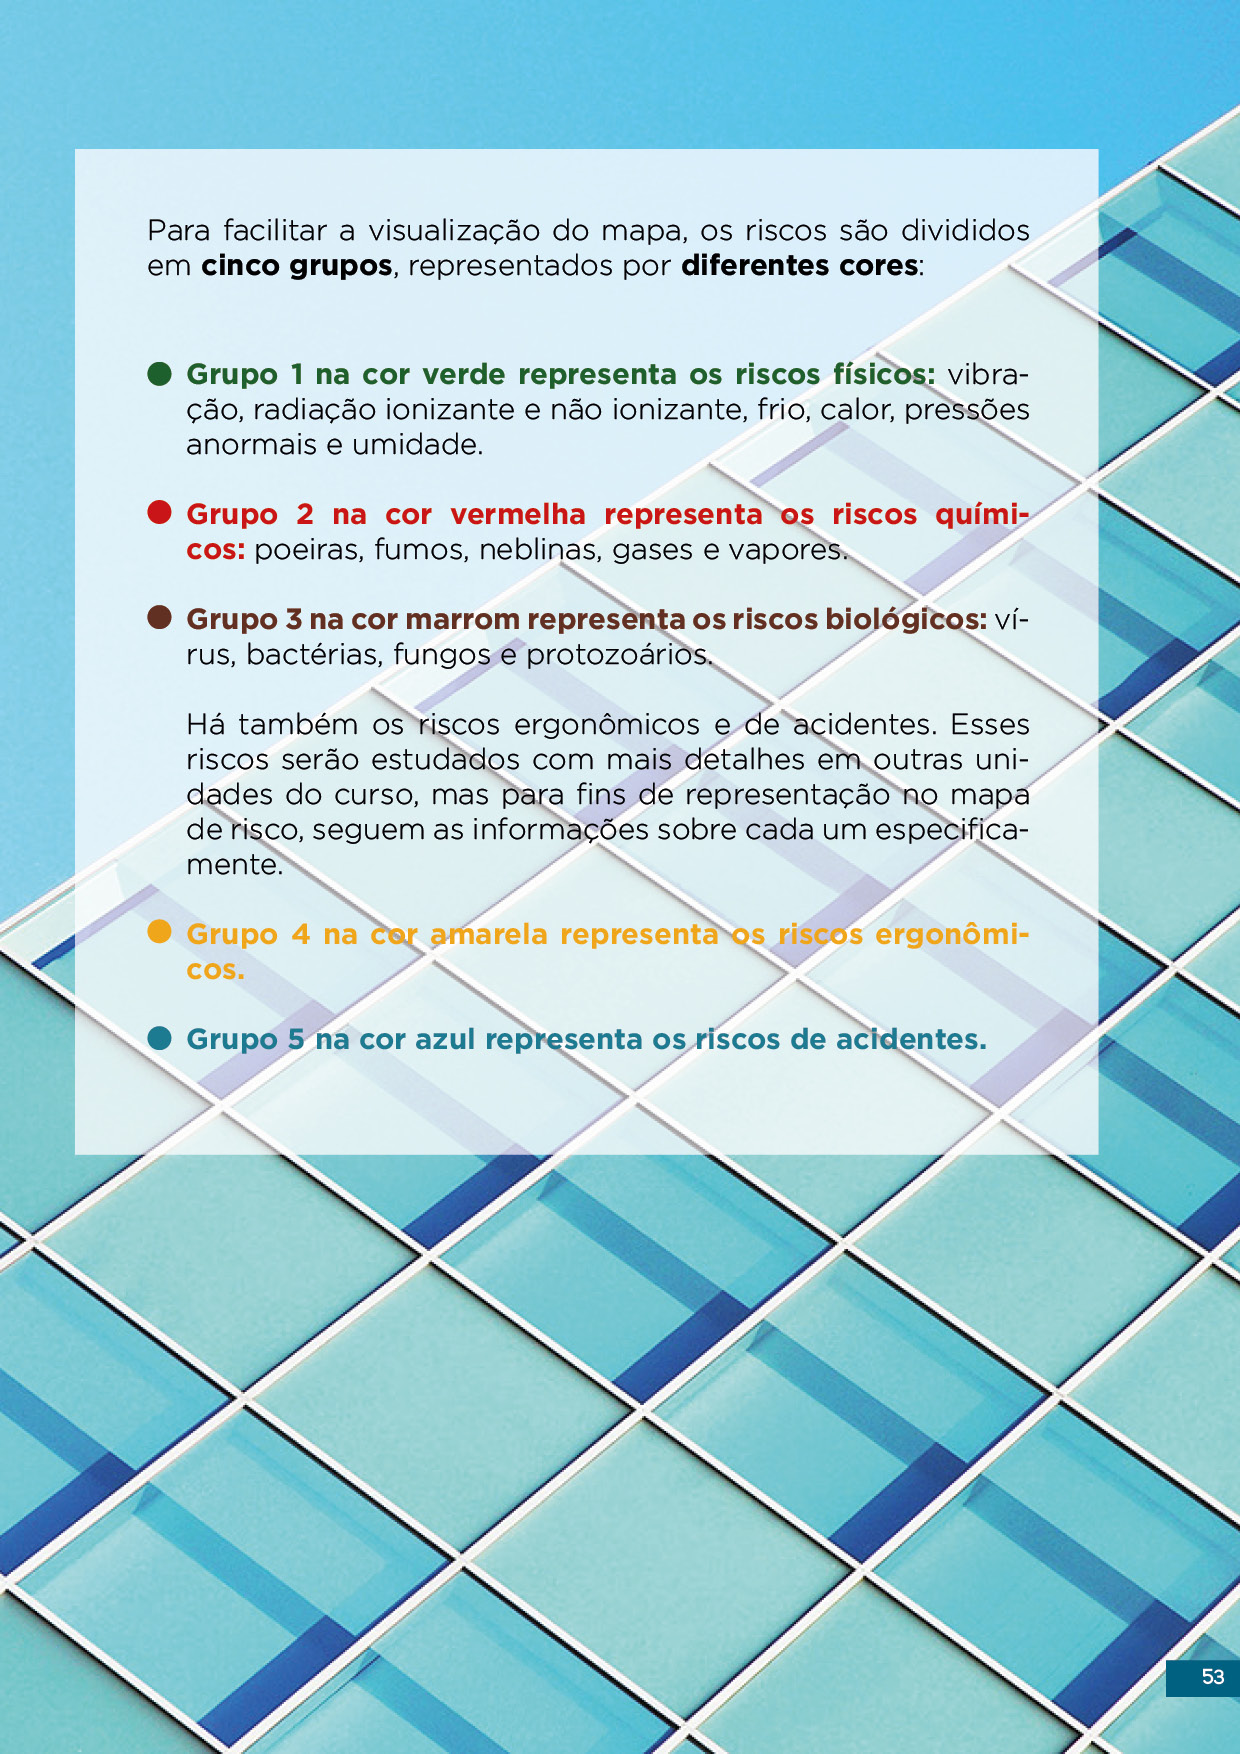 Para facilitar a visualização do mapa, os riscos são divididos
em cinco grupos, representados por diferentes cores:
Grupo 1 na cor verde representa os riscos físicos: vibra-
ção, radiação ionizante e não ionizante, frio, calor, pressões
anormais e umidade.
Grupo 2 na cor vermelha representa os riscos quími-
cos: poeiras, fumos, neblinas, gases e vapores.
Grupo 3 na cor marrom representa os riscos biológicos: ví-
rus, bactérias, fungos e protozoários.
Há também os riscos ergonômicos e de acidentes. Esses
riscos serão estudados com mais detalhes em outras uni-
dades do curso, mas para fins de representação no mapa
de risco, seguem as informações sobre cada um especifica-
mente.
Grupo 4 na cor amarela representa os riscos ergonômi-
cos.
Grupo 5 na cor azul representa os riscos de acidentes.
53